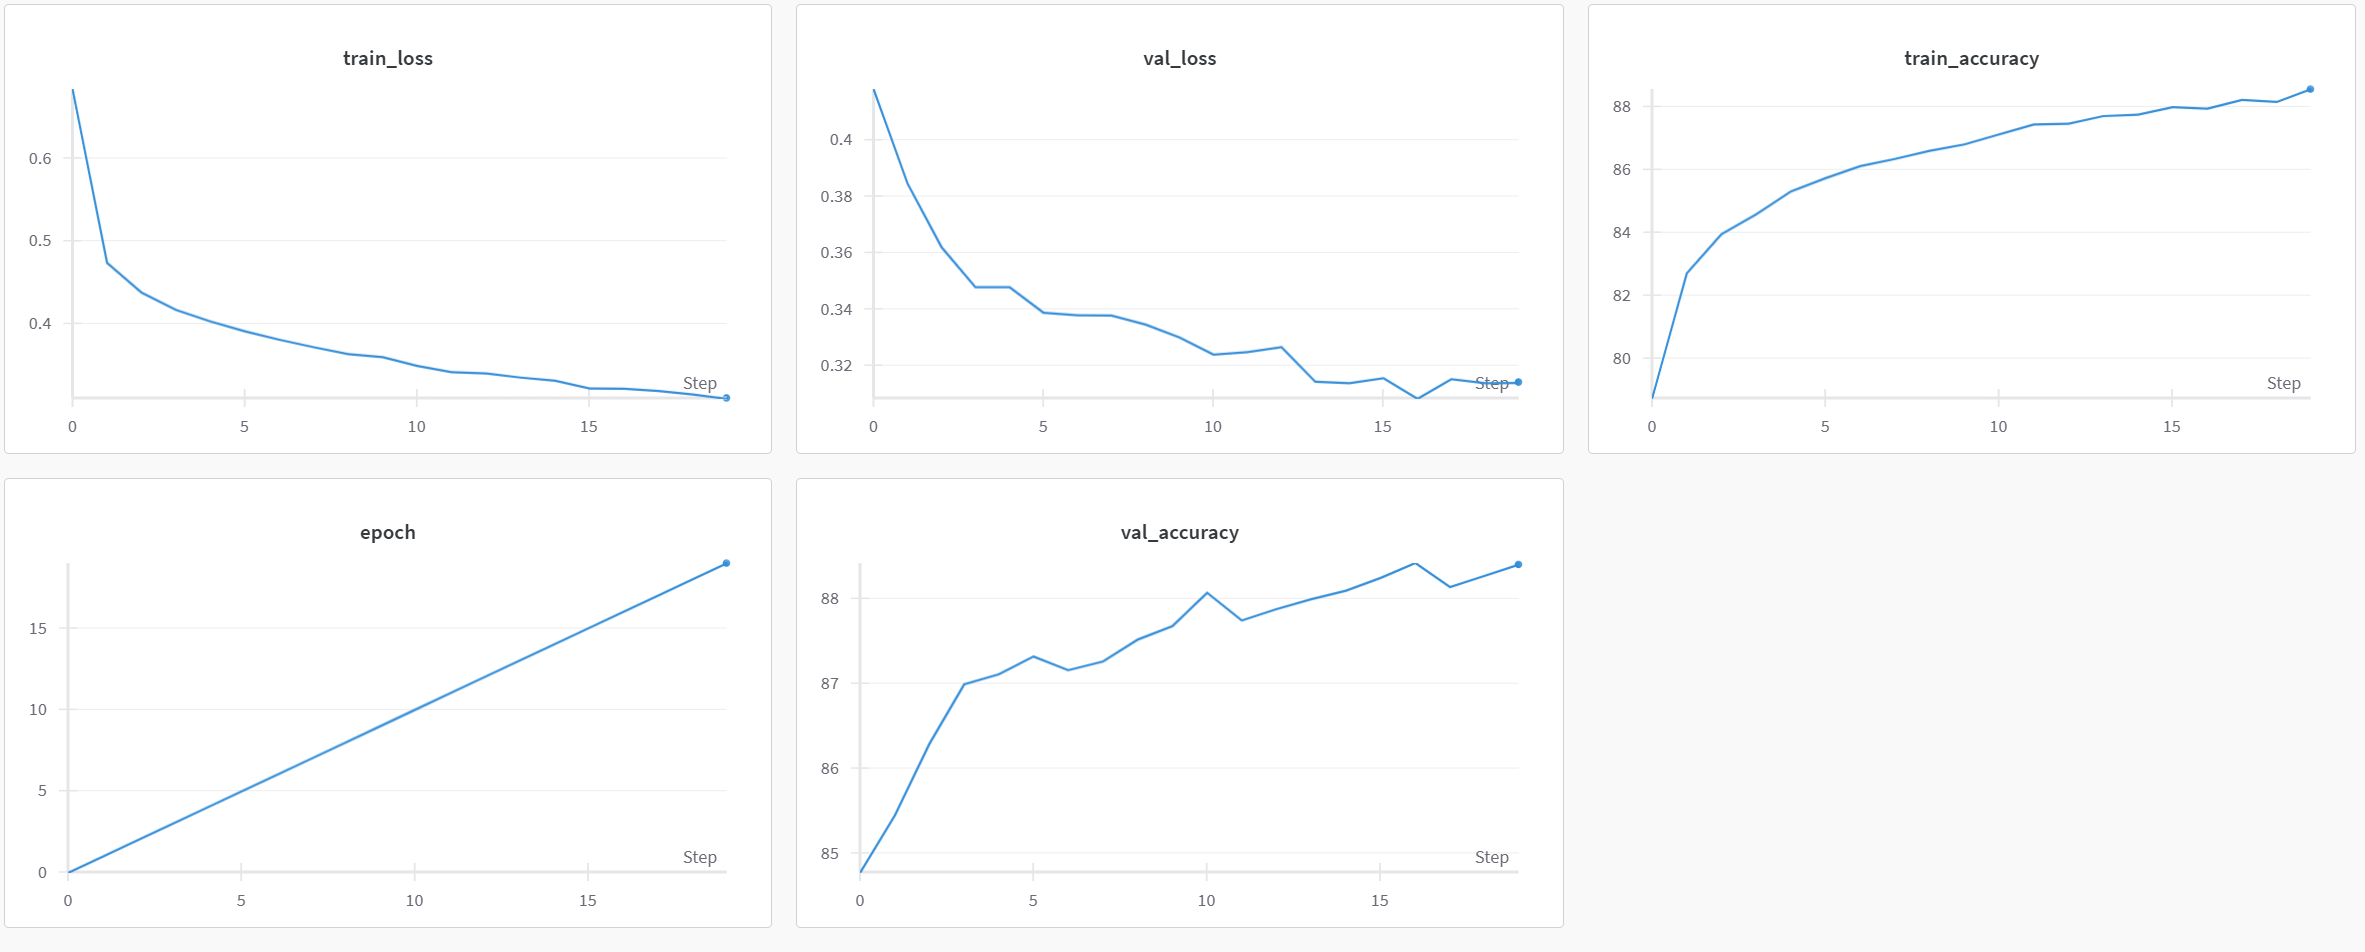 train_loss
0.6
0.5
0.4
Step
0 5 10 15
val_loss
0.4
0.38
0.36
0.34
0.32
Step
0 5 10 15
train_accuracy
88
86
84
82
80
Step
0 5 10 15
epoch
15
10
5
0
Step
0 5 10 15
val_accuracy
88
87
86
85
Step
0 5 10 15